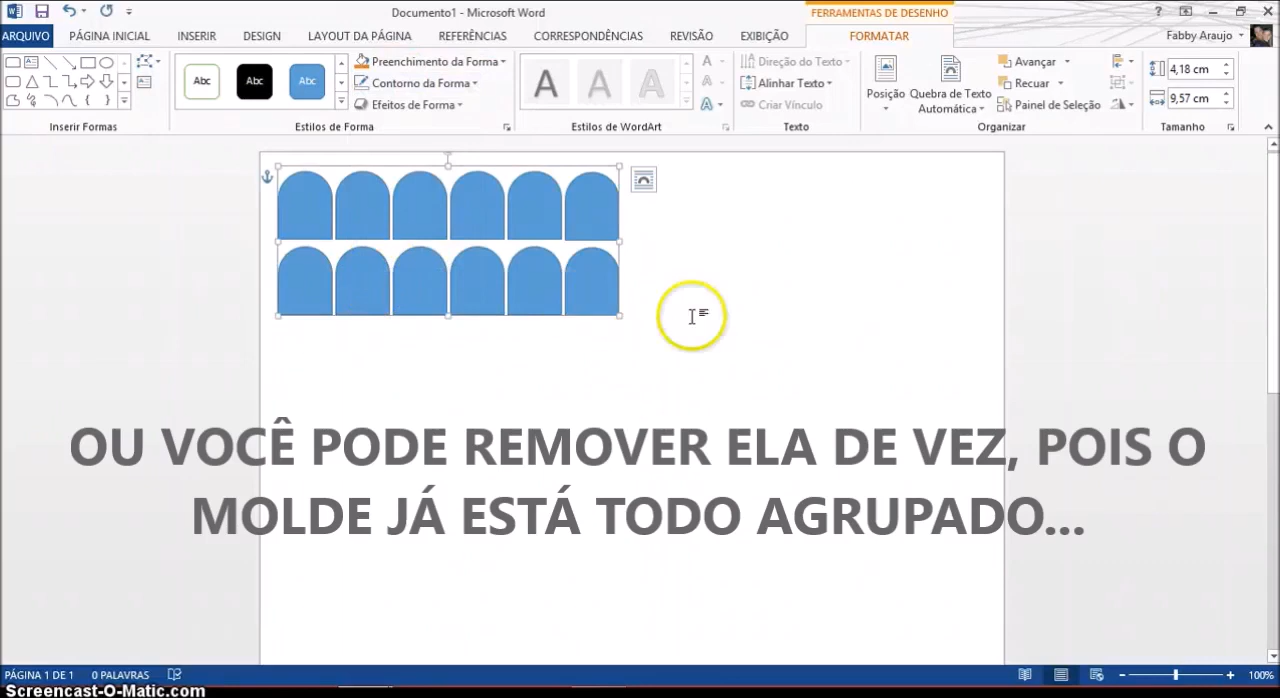 Documento1 - Microsoft Word
FERRAMENTAS DE DESENHO
?
ARQUIVO PÁGINA INICIAL INSERIR DESIGN LAYOUT DA PÁGINA REFERÊNCIAS CORRESPONDÊNCIAS REVISÃO EXIBIÇÃO FORMATAR Fabby Araujo
Abc Abc Abc
Preenchimento da Forma
Contorno da Forma
Efeitos de Forma
A A A
A
A
A
Direção do Texto
Alinhar Texto
Criar Vínculo
Posição
Quebra de Texto
Automática
Avançar
Recuar
Painel de Seleção
4,18 cm
9,57 cm
Inserir Formas Estilos de Forma Estilos de WordArt Texto Organizar Tamanho
OU VOCÊ PODE REMOVER ELA DE VEZ, POIS O
MOLDE JÁ ESTÁ TODO AGRUPADO...
PÁGINA 1 DE 1 0 PALAVRAS 100%
Screencast-O-Matic.com